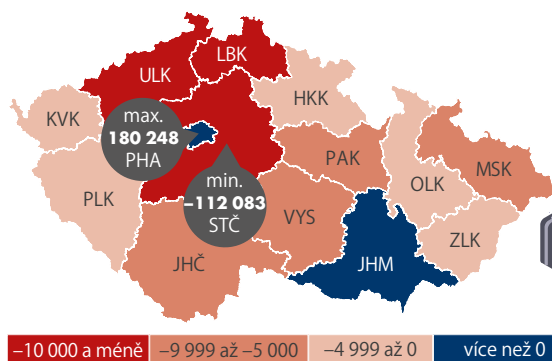 LBK
ULK
HKK
KVK
max.
180 248
PHA
PAK
MSK
min.
–112 083
STČ
PLK
OLK
VYS
ZLK
JHČ
JHM
–10 000 a méně
–9 999 až –5 000
–4 999 až 0
více než 0